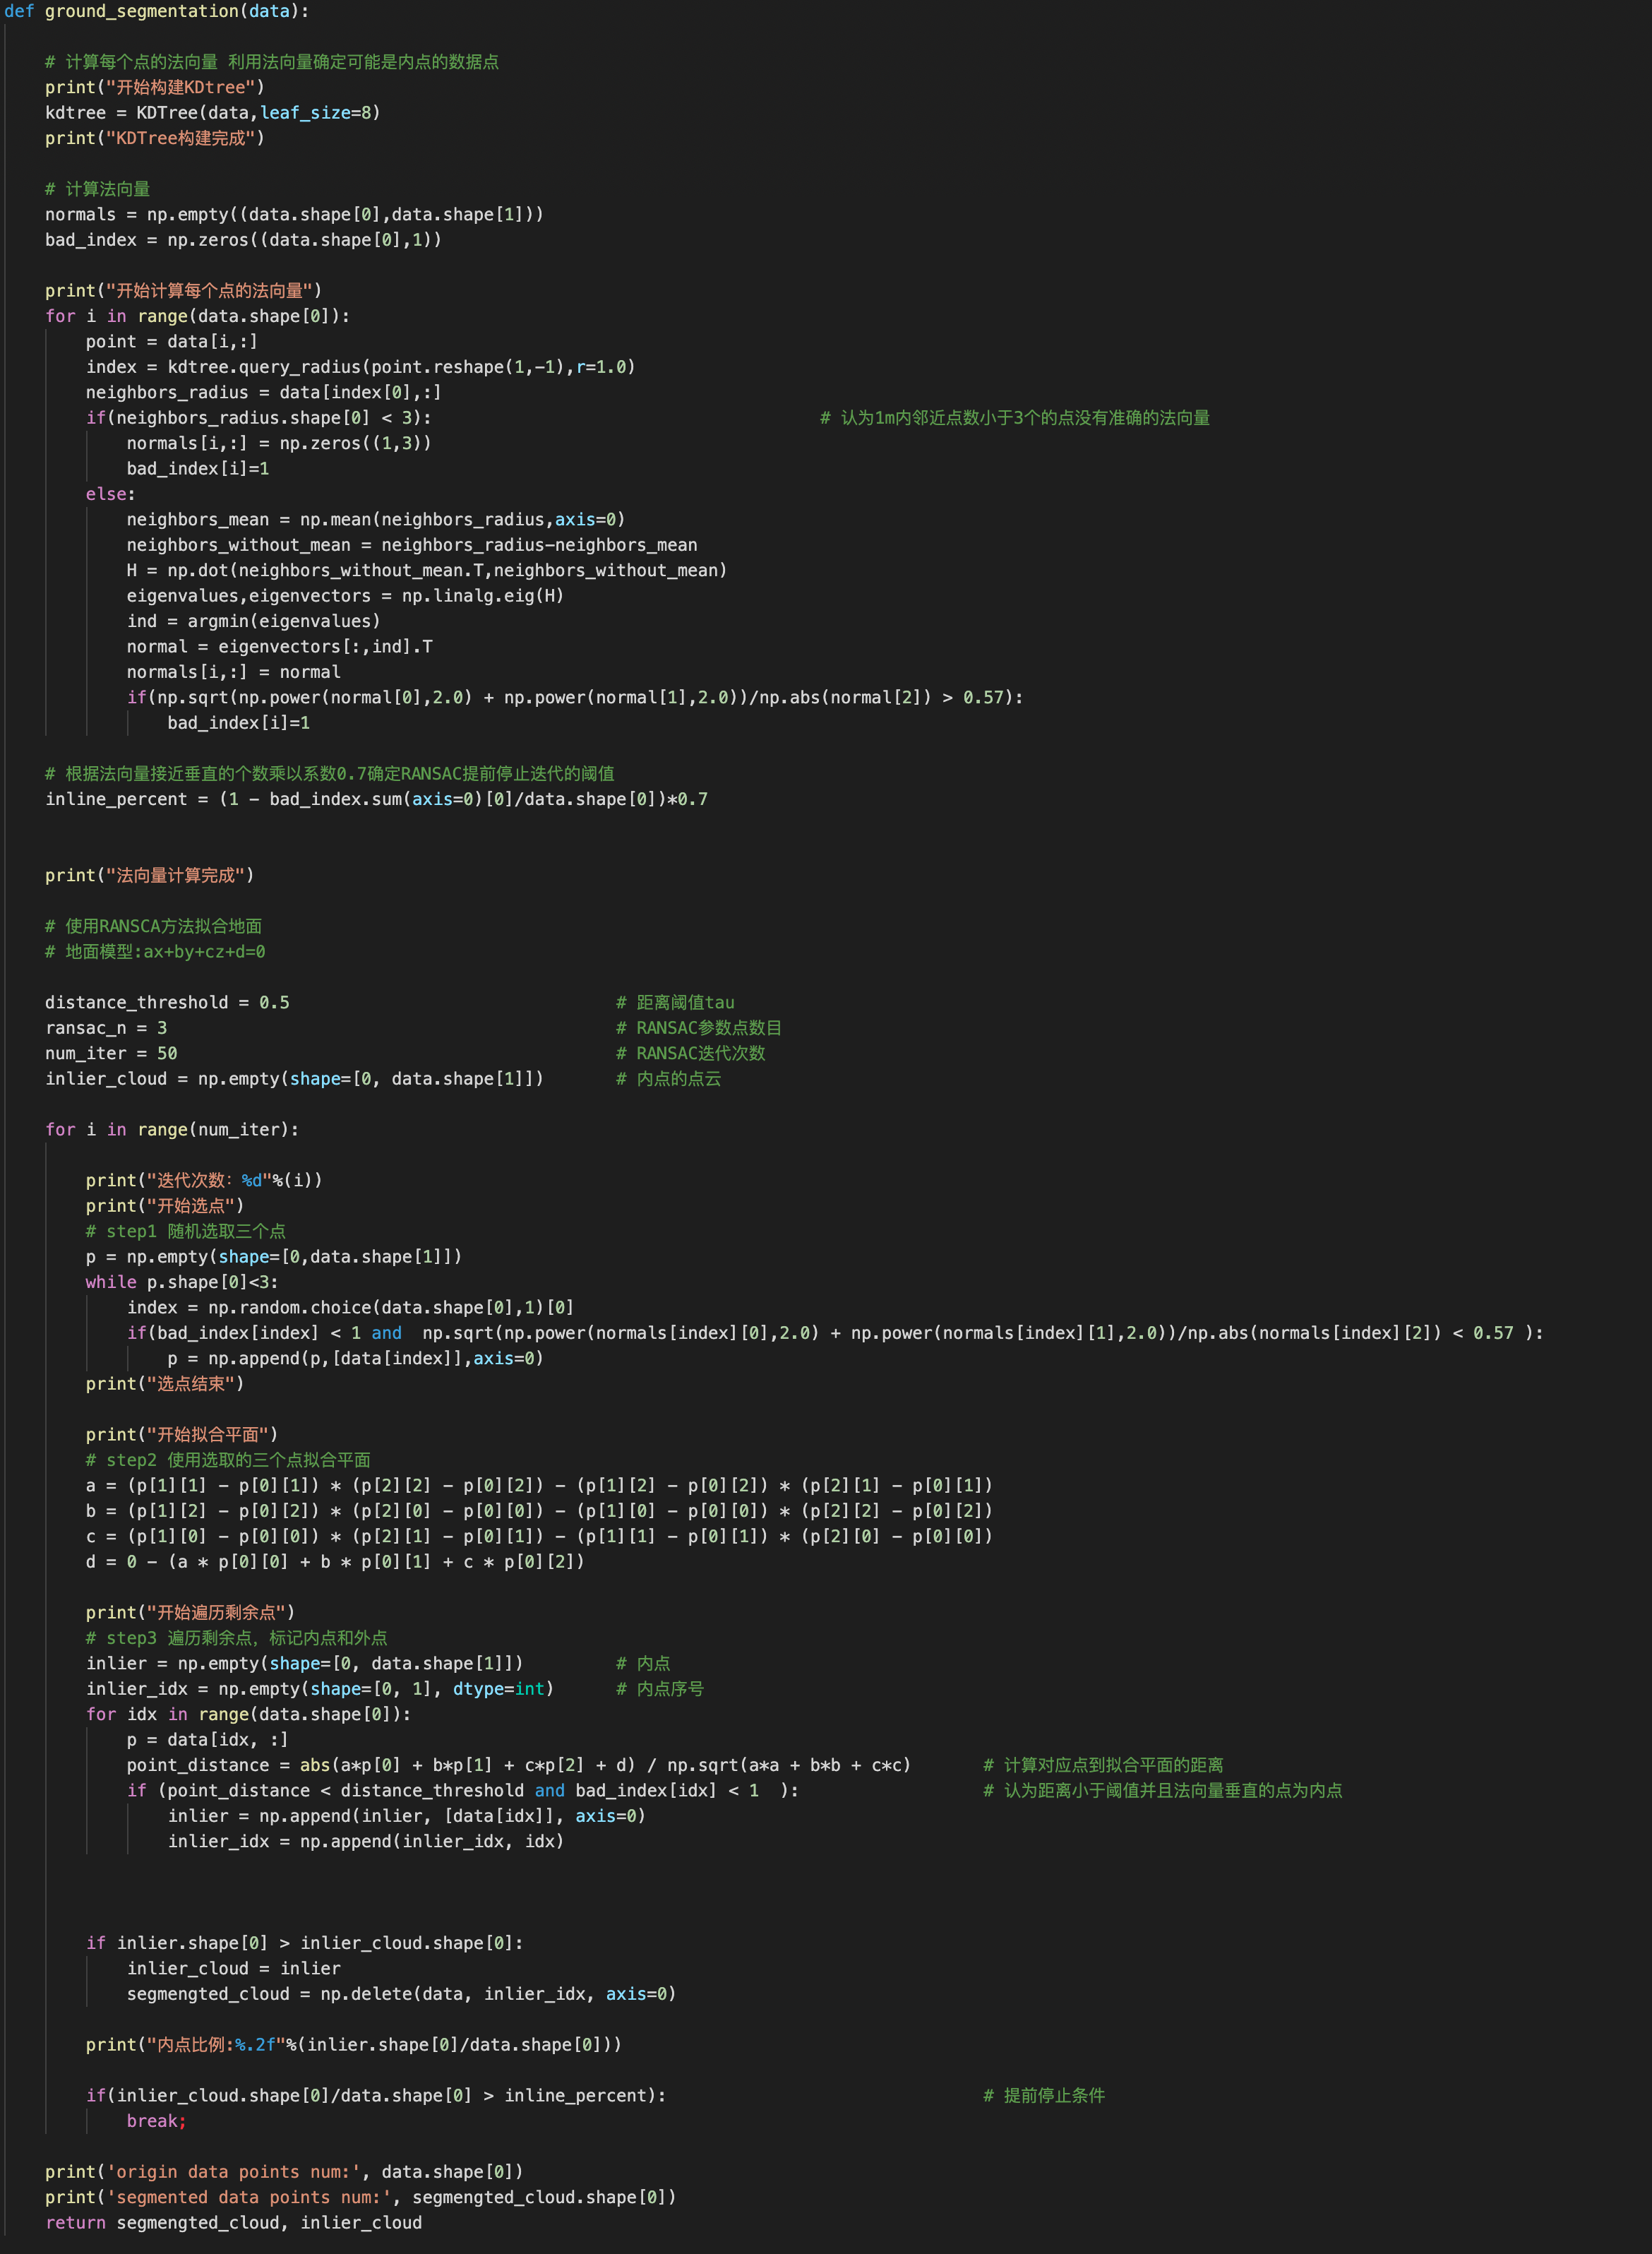 def ground_segmentation(data):
# 计算每个点的法向量 利用法向量确定可能是内点的数据点
print("开始构建KDtree")
kdtree = KDTree(data,leaf_size=8)
print("KDTree构建完成")
# 计算法向量
normals = np.empty((data.shape[0],data.shape[1]))
bad_index = np.zeros((data.shape[0],1))
print("开始计算每个点的法向量")
for i in range(data.shape[0]):
point = data[i,:]
index = kdtree.query_radius(point.reshape(1,-1),r=1.0)
neighbors_radius = data[index[0],:]
if(neighbors_radius.shape[0] < 3): # 认为1m内邻近点数小于3个的点没有准确的法向量
normals[i,:] = np.zeros((1,3))
bad_index[i]=1
else:
neighbors_mean = np.mean(neighbors_radius,axis=0)
neighbors_without_mean = neighbors_radius-neighbors_mean
H = np.dot(neighbors_without_mean.T,neighbors_without_mean)
eigenvalues,eigenvectors = np.linalg.eig(H)
ind = argmin(eigenvalues)
normal = eigenvectors[:,ind].T
normals[i,:] = normal
if(np.sqrt(np.power(normal[0],2.0) + np.power(normal[1],2.0))/np.abs(normal[2]) > 0.57):
bad_index[i]=1
# 根据法向量接近垂直的个数乘以系数0.7确定RANSAC提前停止迭代的阈值
inline_percent = (1 - bad_index.sum(axis=0)[0]/data.shape[0])*0.7
print("法向量计算完成")
# 使用RANSCA方法拟合地面
# 地面模型:ax+by+cz+d=0
distance_threshold = 0.5 # 距离阈值tau
ransac_n = 3 # RANSAC参数点数目
num_iter = 50 # RANSAC迭代次数
inlier_cloud = np.empty(shape=[0, data.shape[1]]) # 内点的点云
for i in range(num_iter):
print("迭代次数：%d"%(i))
print("开始选点")
# step1 随机选取三个点
p = np.empty(shape=[0,data.shape[1]])
while p.shape[0]<3:
index = np.random.choice(data.shape[0],1)[0]
if(bad_index[index] < 1 and  np.sqrt(np.power(normals[index][0],2.0) + np.power(normals[index][1],2.0))/np.abs(normals[index][2]) < 0.57 ):
p = np.append(p,[data[index]],axis=0)
print("选点结束")
print("开始拟合平面")
# step2 使用选取的三个点拟合平面
a = (p[1][1] - p[0][1]) * (p[2][2] - p[0][2]) - (p[1][2] - p[0][2]) * (p[2][1] - p[0][1])
b = (p[1][2] - p[0][2]) * (p[2][0] - p[0][0]) - (p[1][0] - p[0][0]) * (p[2][2] - p[0][2])
c = (p[1][0] - p[0][0]) * (p[2][1] - p[0][1]) - (p[1][1] - p[0][1]) * (p[2][0] - p[0][0])
d = 0 - (a * p[0][0] + b * p[0][1] + c * p[0][2])
print("开始遍历剩余点")
# step3 遍历剩余点，标记内点和外点
inlier = np.empty(shape=[0, data.shape[1]]) # 内点
inlier_idx = np.empty(shape=[0, 1], dtype=int) # 内点序号
for idx in range(data.shape[0]):
p = data[idx, :]
point_distance = abs(a*p[0] + b*p[1] + c*p[2] + d) / np.sqrt(a*a + b*b + c*c) # 计算对应点到拟合平面的距离
if (point_distance < distance_threshold and bad_index[idx] < 1  ): # 认为距离小于阈值并且法向量垂直的点为内点
inlier = np.append(inlier, [data[idx]], axis=0)
inlier_idx = np.append(inlier_idx, idx)
if inlier.shape[0] > inlier_cloud.shape[0]:
inlier_cloud = inlier
segmengted_cloud = np.delete(data, inlier_idx, axis=0)
print("内点比例:%.2f"%(inlier.shape[0]/data.shape[0]))
if(inlier_cloud.shape[0]/data.shape[0] > inline_percent): # 提前停止条件
break;
print('origin data points num:', data.shape[0])
print('segmented data points num:', segmengted_cloud.shape[0])
return segmengted_cloud, inlier_cloud